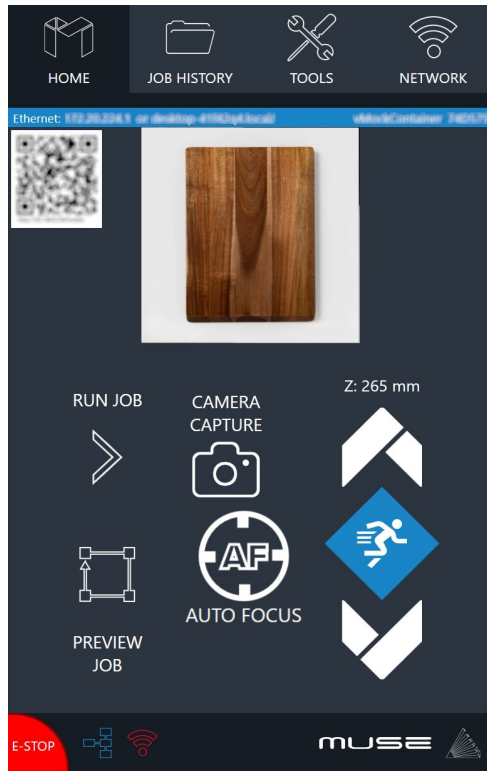 HOME
JOB HISTORY
TOOLS
NETWORK
Ethernet:
Z: 265 mm
RUN JOB
CAMERA
CAPTURE
AF
AUTO FOCUS
PREVIEW
JOB
E-STOP
muse